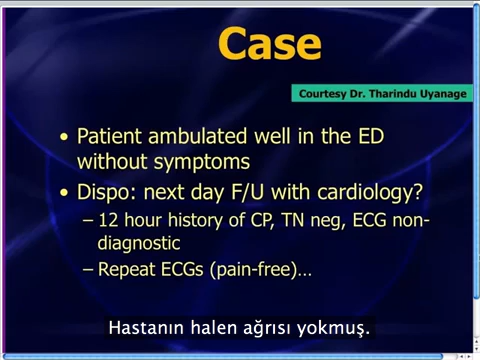 Case
Courtesy Dr. Tharindu Uyanage
• Patient ambulated well in the ED
without symptoms
• Dispo: next day F/U with cardiology?
– 12 hour history of CP, TN neg, ECG non-
diagnostic
– Repeat ECGs (pain-free)…
Hastanın halen ağrısı yokmuş.